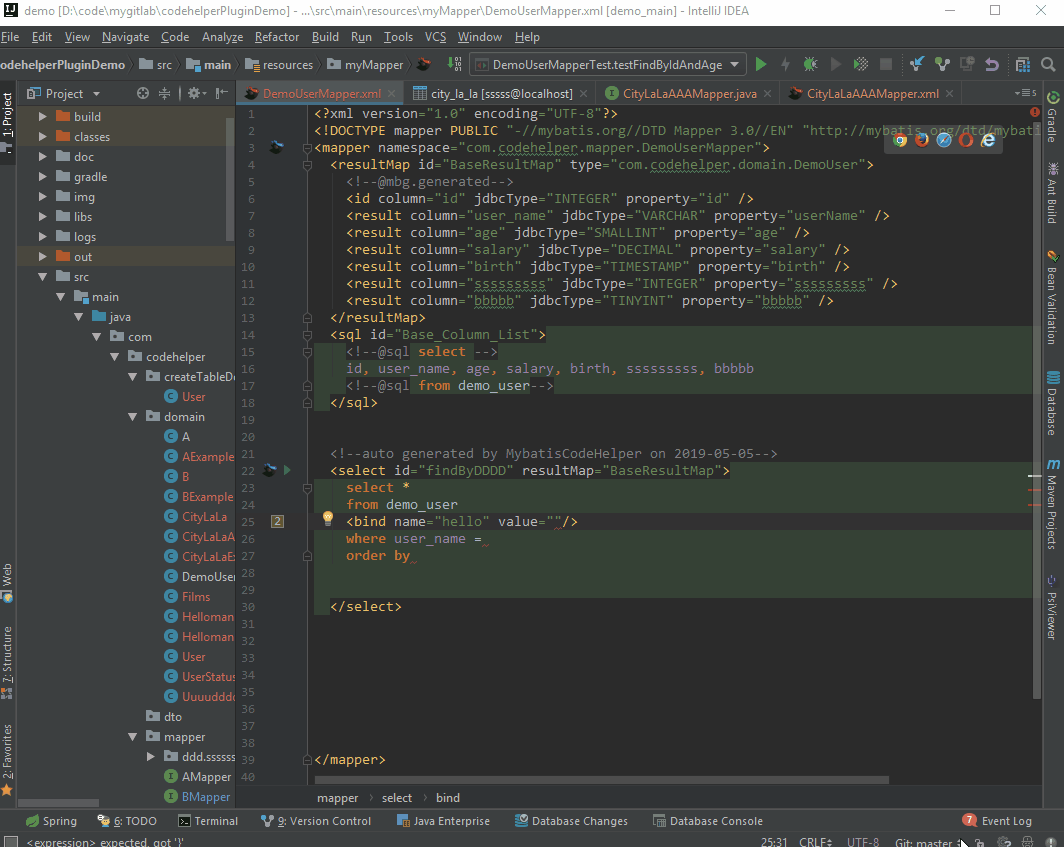 demo [D:\code\mygitlab\codehelperPluginDemo] - ...\src\main\resources\myMapper\DemoUserMapper.xml [demo_main] - IntelliJ IDEA
File Edit View Navigate Code Analyze Refactor Build Run Tools VCS Window Help
odehelperPluginDemo src main resources myMapper DemoUserMapperTest.testFindByIdAndAge
Project DemoUserMapper.xml city_la_la [sssss@localhost] CityLaLaAAAMapper.java CityLaLaAAAMapper.xml
1: Project
build
classes
doc
gradle
img
libs
logs
out
src
main
java
com
codehelper
createTableDe
User
domain
A
AExample
B
BExample
CityLaLa
CityLaLaA
CityLaLaEx
DemoUser
Films
Helloman
Helloman
User
UserStatus
Uuuudddd
dto
mapper
ddd.ssssss
AMapper
BMapper
Web
7: Structure
2: Favorites
1 <?xml version="1.0" encoding="UTF-8"?>
2 <!DOCTYPE mapper PUBLIC "-//mybatis.org//DTD Mapper 3.0//EN" "http://mybatis.org/dtd/mybati
3 <mapper namespace="com.codehelper.mapper.DemoUserMapper">
4 <resultMap id="BaseResultMap" type="com.codehelper.domain.DemoUser">
5 <!--@mbg.generated-->
6 <id column="id" jdbcType="INTEGER" property="id" />
7 <result column="user_name" jdbcType="VARCHAR" property="userName" />
8 <result column="age" jdbcType="SMALLINT" property="age" />
9 <result column="salary" jdbcType="DECIMAL" property="salary" />
10 <result column="birth" jdbcType="TIMESTAMP" property="birth" />
11 <result column="sssssssss" jdbcType="INTEGER" property="sssssssss" />
12 <result column="bbbbb" jdbcType="TINYINT" property="bbbbb" />
13 </resultMap>
14 <sql id="Base_Column_List">
15 <!--@sql select -->
16 id, user_name, age, salary, birth, sssssssss, bbbbb
17 <!--@sql from demo_user-->
18 </sql>
19
20
21 <!--auto generated by MybatisCodeHelper on 2019-05-05-->
22 <select id="findByDDDD" resultMap="BaseResultMap">
23 select *
24 from demo_user
2 25 <bind name="hello" value=""/>
26 where user_name =
27 order by
28
29
30 </select>
31
32
33
34
35
36
37
38
39 </mapper>
40
mapper select bind
Gradle
Ant Build
Bean Validation
Database
m Maven Projects
PsiViewer
Spring 6: TODO Terminal 9: Version Control Java Enterprise Database Changes Database Console 7 Event Log
<expression> expected, got '}' 25:31 CRLF UTF-8 Git: master